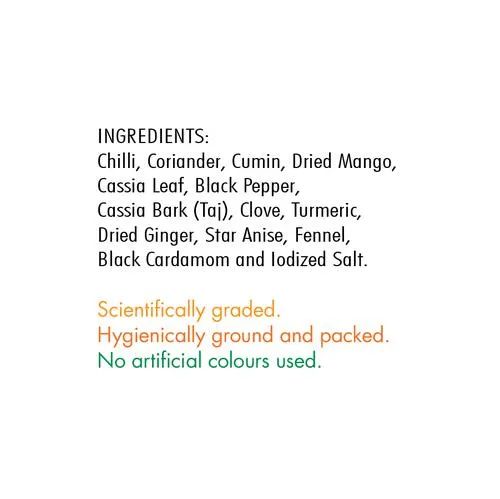 INGREDIENTS:
Chilli, Coriander, Cumin, Dried Mango,
Cassia Leaf, Black Pepper,
Cassia Bark (Taj), Clove, Turmeric,
Dried Ginger, Star Anise, Fennel,
Black Cardamom and Iodized Salt.
Scientifically graded.
Hygienically ground and packed.
No artificial colours used.